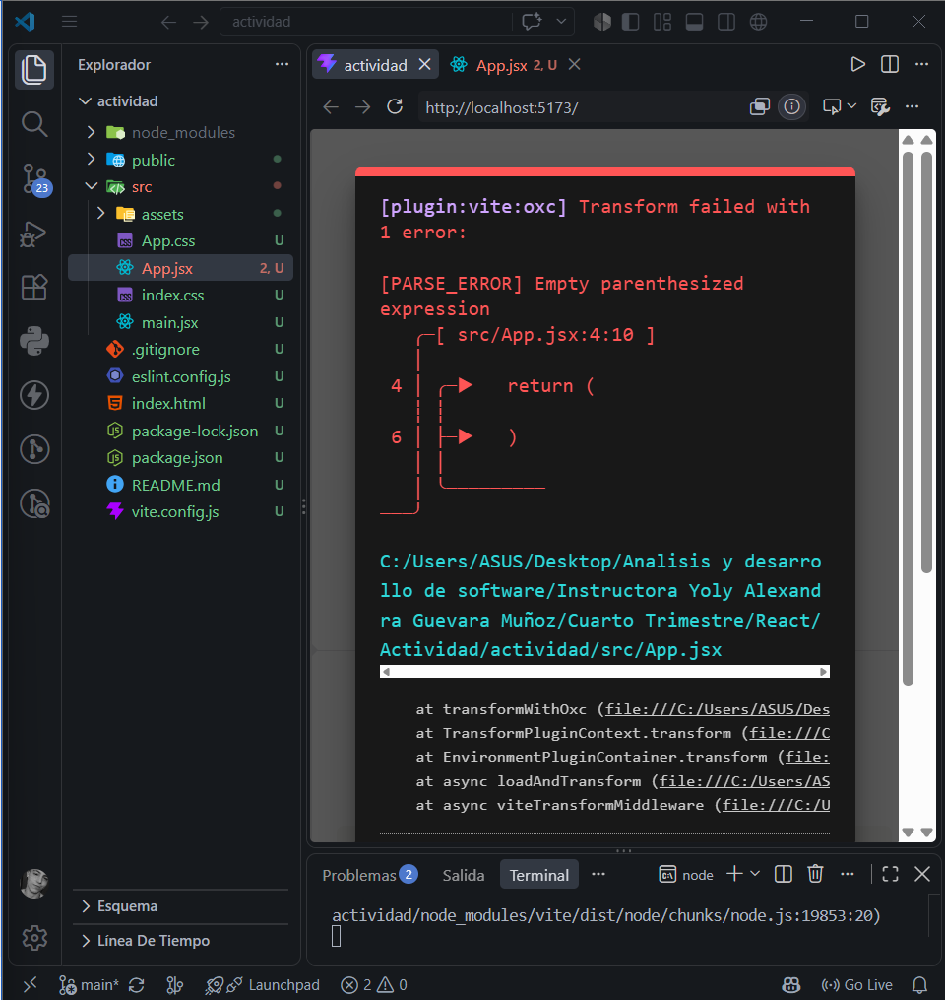 actividad
Explorador
actividad
node_modules
public
src
assets
App.css U
App.jsx 2, U
index.css U
main.jsx U
.gitignore U
eslint.config.js U
index.html U
package-lock.json U
package.json U
README.md U
vite.config.js U
23
Esquema
Línea De Tiempo
actividad App.jsx 2, U
http://localhost:5173/
[plugin:vite:oxc] Transform failed with
1 error:
[PARSE_ERROR] Empty parenthesized
expression
[ src/App.jsx:4:10 ]
4 return (
6 )
C:/Users/ASUS/Desktop/Analisis y desarro
llo de software/Instructora Yoly Alexand
ra Guevara Muñoz/Cuarto Trimestre/React/
Actividad/actividad/src/App.jsx
at transformWithOxc (file:///C:/Users/ASUS/Des
at TransformPluginContext.transform (file:///C
at EnvironmentPluginContainer.transform (file:
at async loadAndTransform (file:///C:/Users/AS
at async viteTransformMiddleware (file:///C:/U
Problemas 2 Salida Terminal node
actividad/node_modules/vite/dist/node/chunks/node.js:19853:20)
main* Launchpad 2 0 Go Live